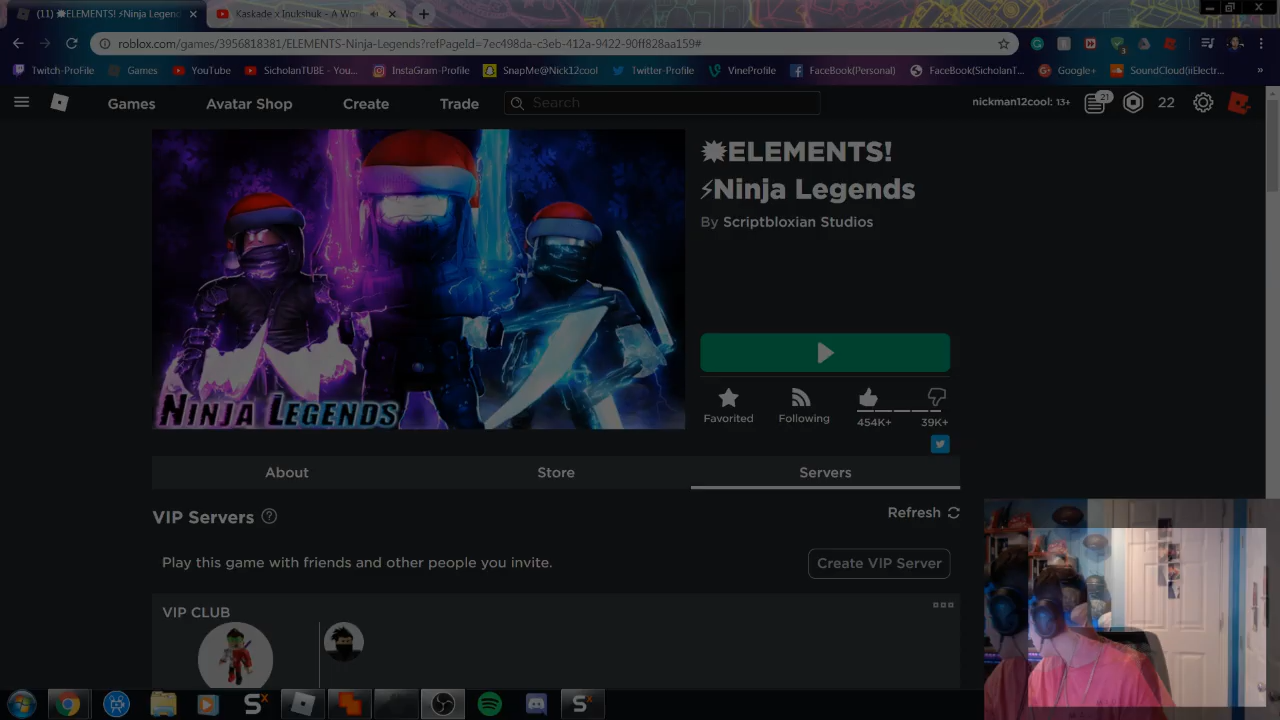 (11) ✸ELEMENTS! ⚡Ninja Legend
Kaskade x Inukshuk - A Wor
roblox.com/games/3956818381/ELEMENTS-Ninja-Legends?refPageId=7ec498da-c3eb-412a-9422-90ff828aa159#
Twitch-ProFile
Games
YouTube
SicholanTUBE - You...
InstaGram-Profile
SnapMe@Nick12cool
Twitter-Profile
VineProfile
FaceBook(Personal)
FaceBook(SicholanT...
Google+
SoundCloud(iiElectr...
»
Games
Avatar Shop
Create
Trade
Search
nickman12cool: 13+
21
22
✸ELEMENTS!
⚡Ninja Legends
By Scriptbloxian Studios
NINJA LEGENDS
Favorited
Following
454K+
39K+
About
Store
Servers
VIP Servers
Refresh
Play this game with friends and other people you invite.
Create VIP Server
VIP CLUB